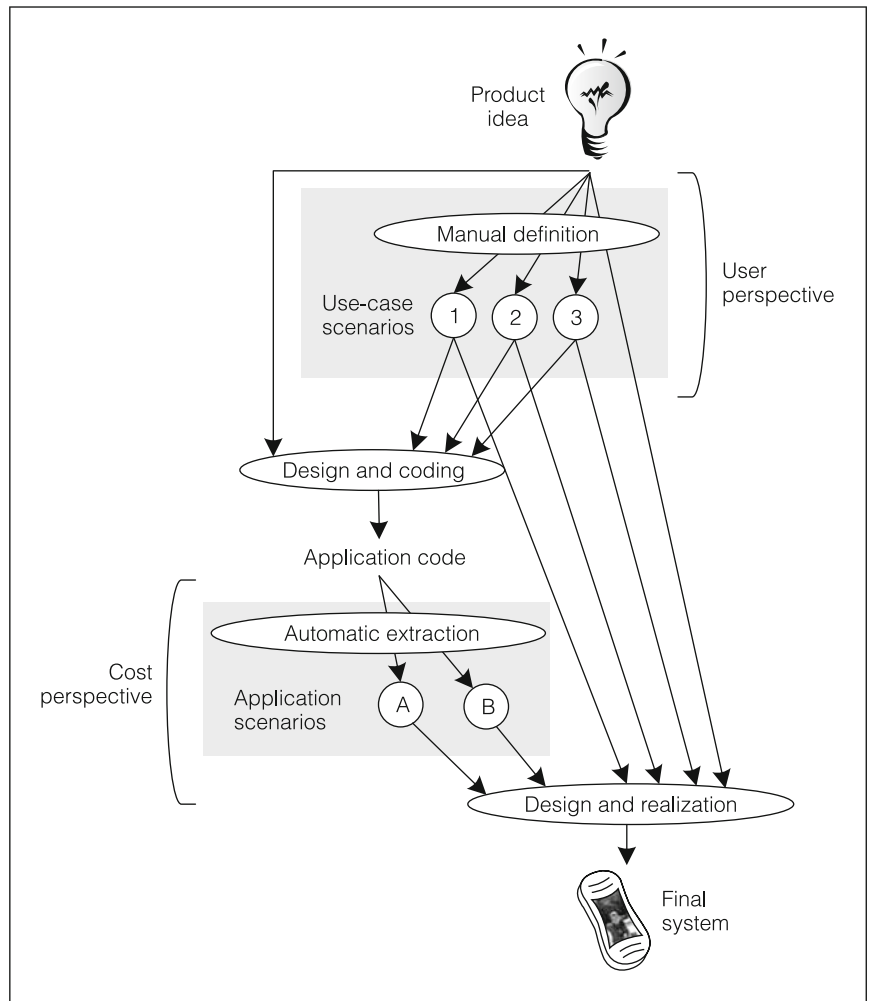 Product
idea
Manual definition
User
perspective
Use-case
scenarios
1
2
3
Design and coding
Application code
Automatic extraction
Cost
perspective
Application
scenarios
A
B
Design and realization
Final
system